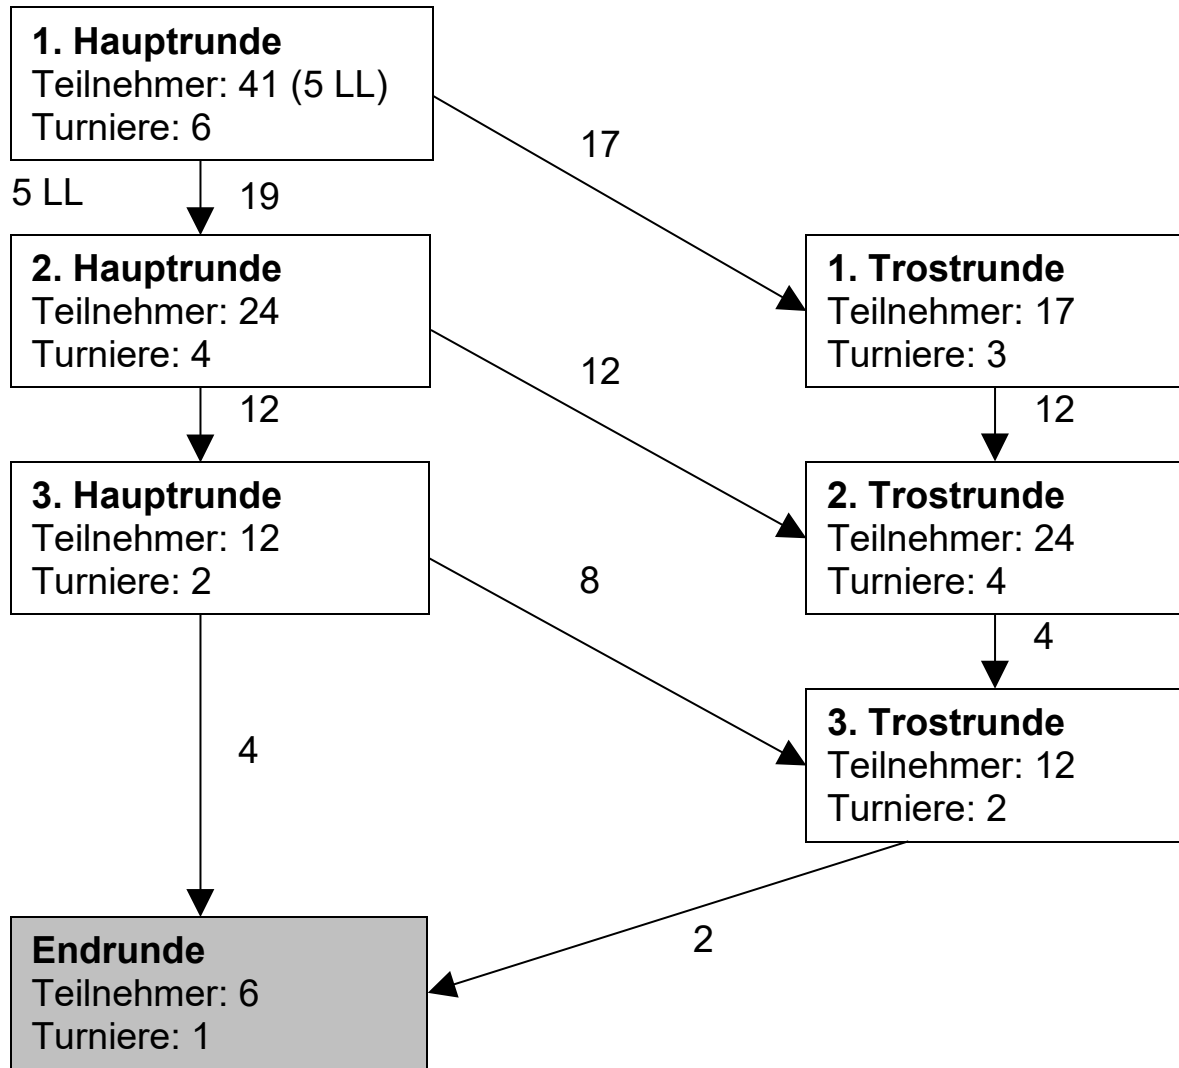 1. Hauptrunde
Teilnehmer: 41 (5 LL)
Turniere: 6
17
5 LL
19
2. Hauptrunde
Teilnehmer: 24
Turniere: 4
1. Trostrunde
Teilnehmer: 17
Turniere: 3
12
12
12
3. Hauptrunde
Teilnehmer: 12
Turniere: 2
2. Trostrunde
Teilnehmer: 24
Turniere: 4
8
4
3. Trostrunde
Teilnehmer: 12
Turniere: 2
4
2
Endrunde
Teilnehmer: 6
Turniere: 1